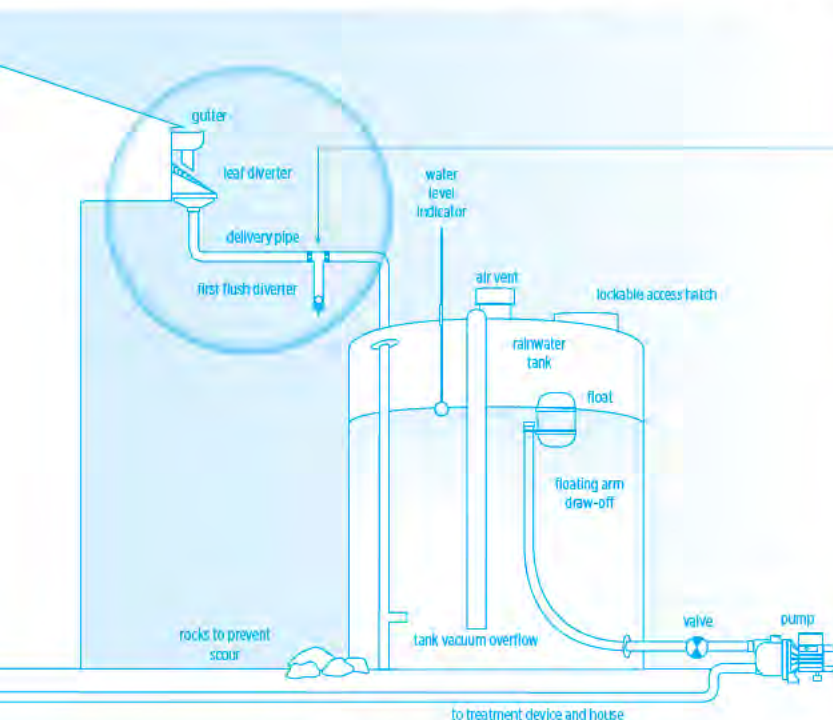 gutter
leaf diverter
delivery pipe
first flush diverter
water
level
indicator
air vent
lockable access hatch
rainwater
tank
float
floating arm
draw-off
rocks to prevent
scour
tank vacuum overflow
valve
pump
to treatment device and house